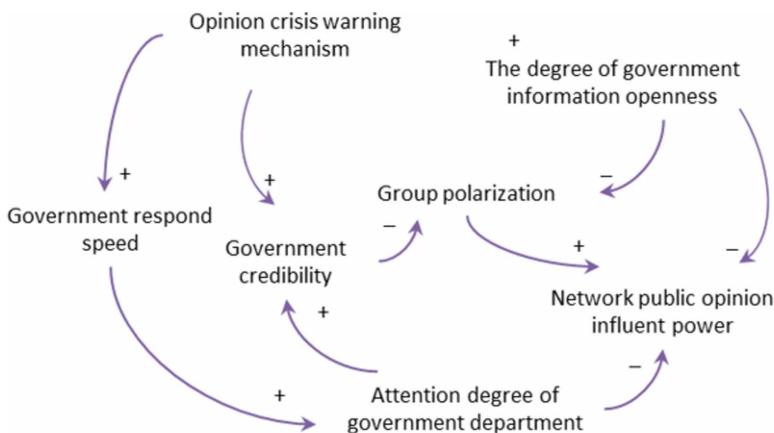 Opinion crisis warning
mechanism
+
The degree of government
information openness
+
+
–
Group polarization
Government respond
speed
–
Government
credibility
+
–
Network public opinion
influent power
+
–
+
Attention degree of
government department